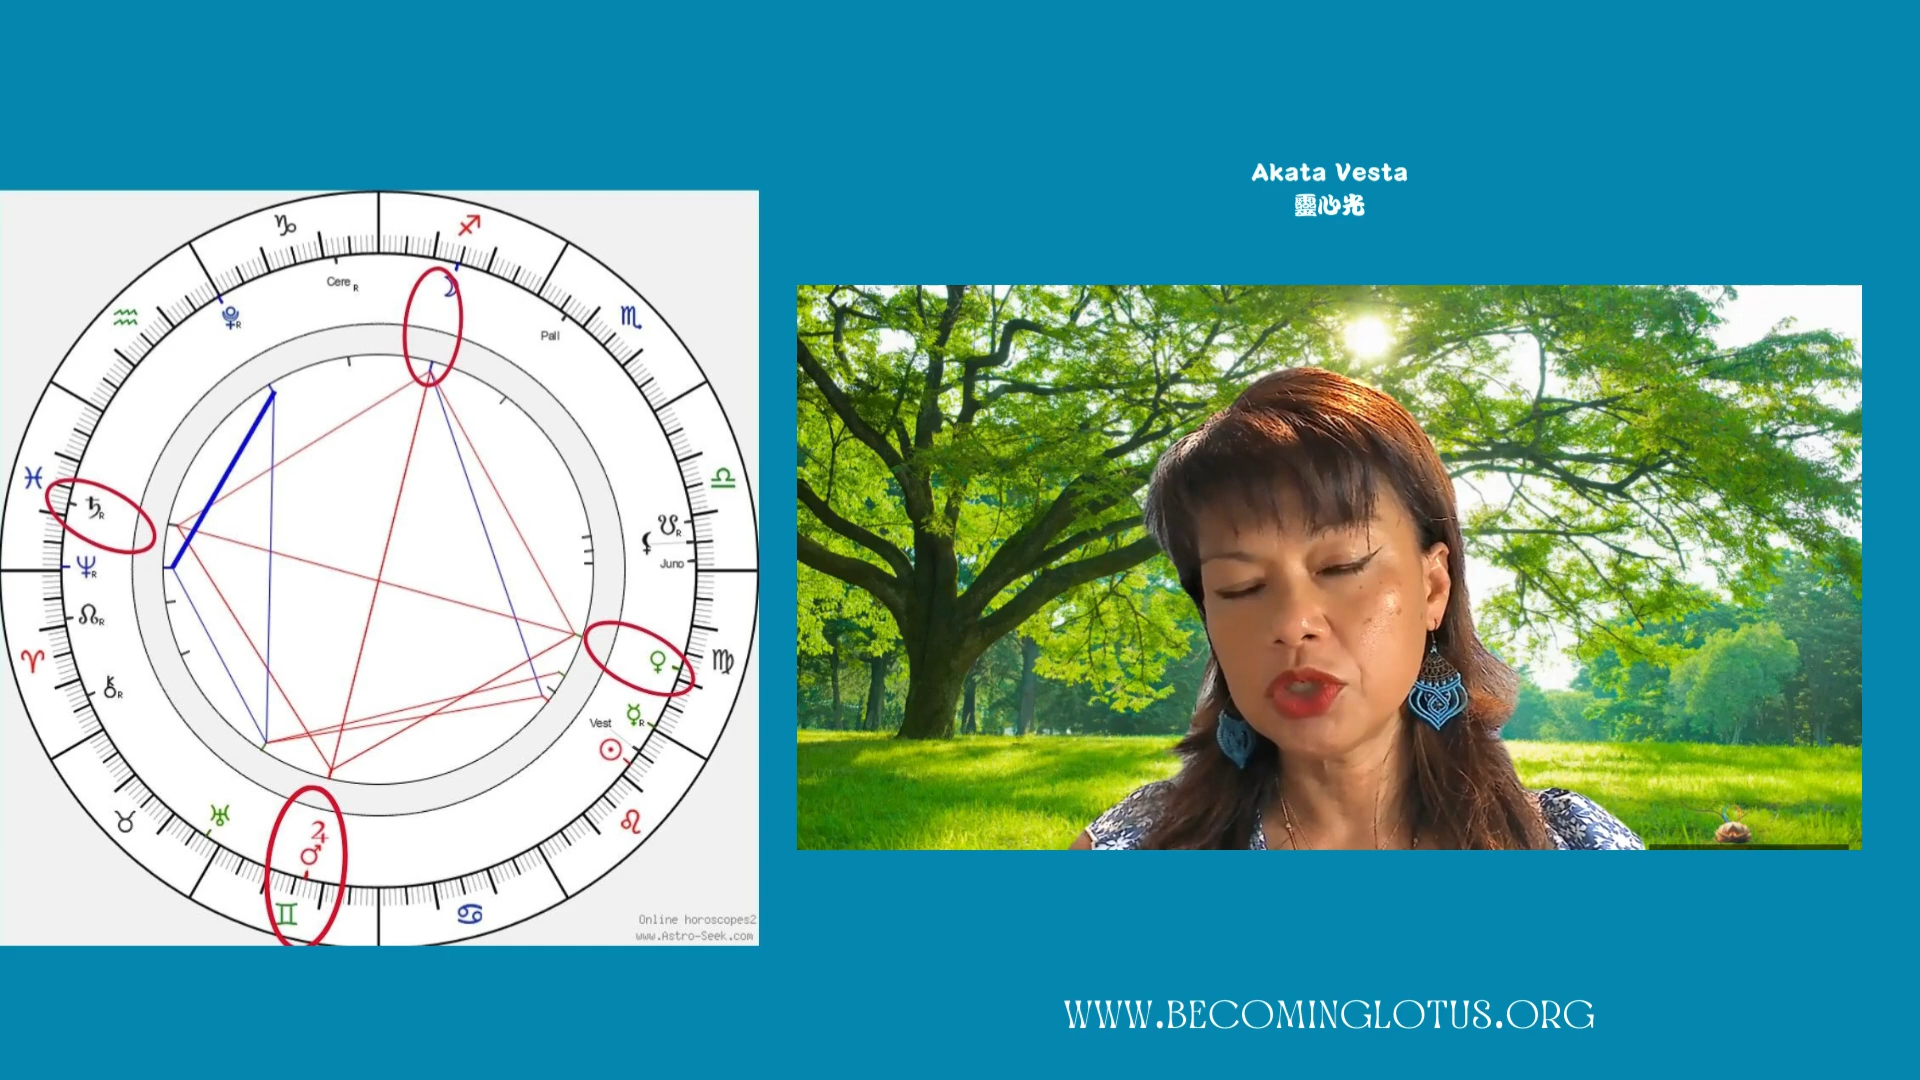 Akata Vesta
靈心光
Cere R
Pall
Juno
Vest
Online horoscopes2
www.Astro-Seek.com
WWW.BECOMINGLOTUS.ORG